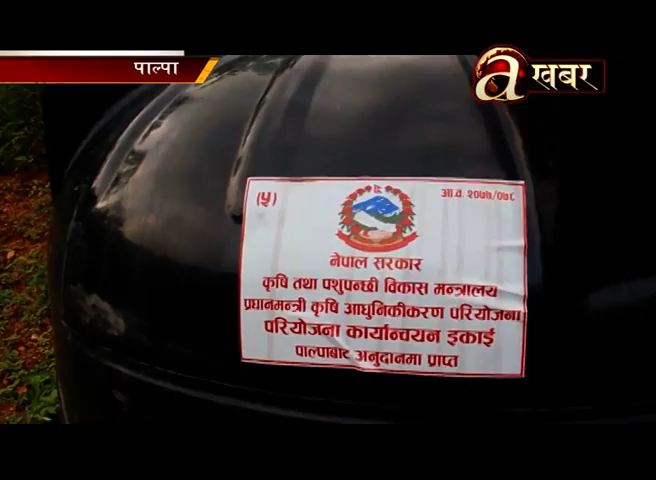 पाल्पा
a खबर
(५)
आ.व. २०७७/०७८
नेपाल सरकार
कृषि तथा पशुपन्छी विकास मन्त्रालय
प्रधानमन्त्री कृषि आधुनिकीकरण परियोजना
परियोजना कार्यान्वयन इकाई
पाल्पाबाट अनुदानमा प्राप्त